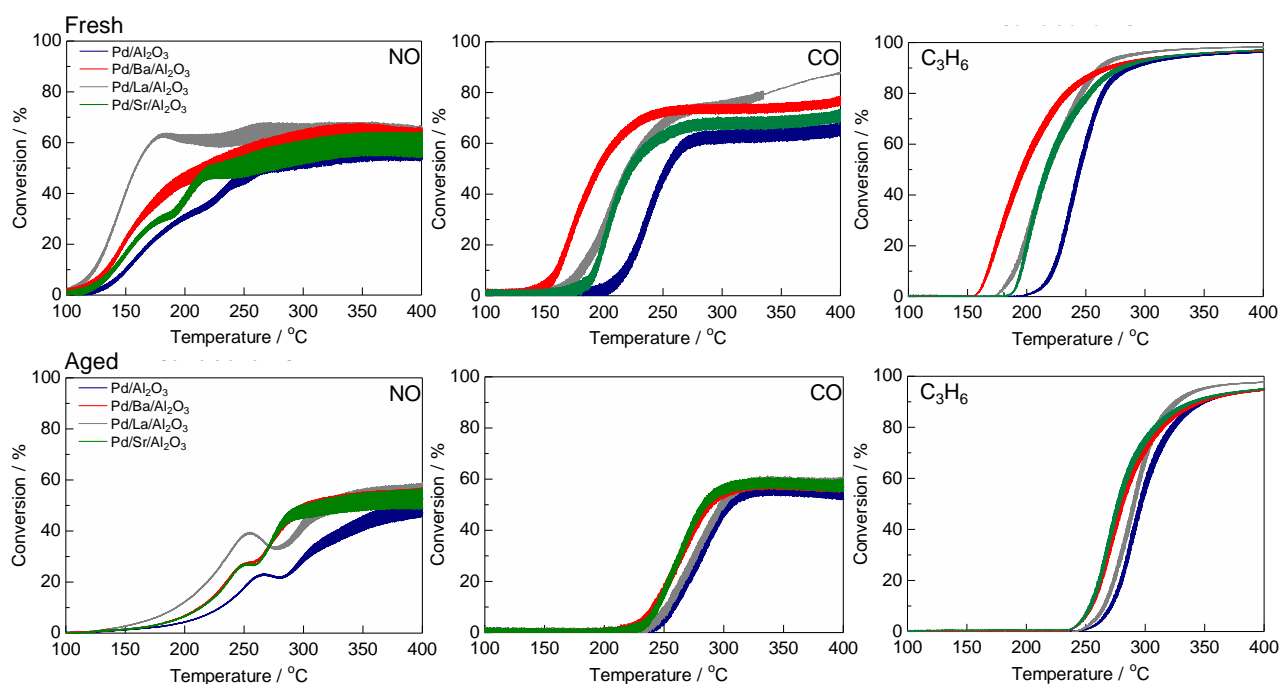 Fresh
NO
Pd/Al₂O₃
Pd/Ba/Al₂O₃
Pd/La/Al₂O₃
Pd/Sr/Al₂O₃
Conversion / %
100
80
60
40
20
0
100 150 200 250 300 350 400
Temperature / °C
CO
Conversion / %
100
80
60
40
20
0
100 150 200 250 300 350 400
Temperature / °C
C₃H₆
Conversion / %
100
80
60
40
20
0
100 150 200 250 300 350 400
Temperature / °C
Aged
NO
Pd/Al₂O₃
Pd/Ba/Al₂O₃
Pd/La/Al₂O₃
Pd/Sr/Al₂O₃
Conversion / %
100
80
60
40
20
0
100 150 200 250 300 350 400
Temperature / °C
CO
Conversion / %
100
80
60
40
20
0
100 150 200 250 300 350 400
Temperature / °C
C₃H₆
Conversion / %
100
80
60
40
20
0
100 150 200 250 300 350 400
Temperature / °C